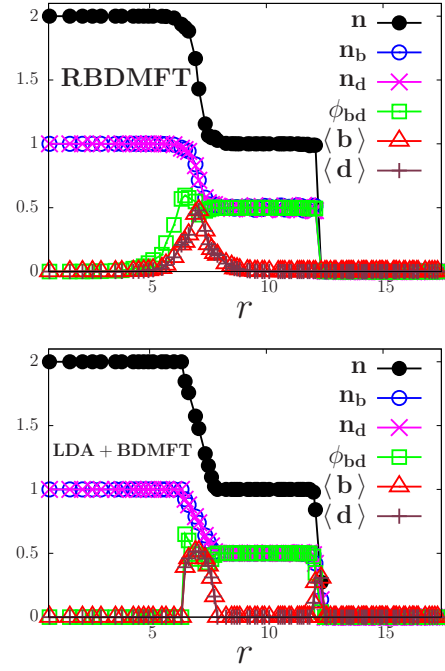 2
n
n_b
RBDMFT
1.5
n_d
ϕ_bd
1
⟨b⟩
⟨d⟩
0.5
0
5 10 15
r
2
n
n_b
1.5
n_d
LDA + BDMFT
ϕ_bd
1
⟨b⟩
⟨d⟩
0.5
0
5 10 15
r